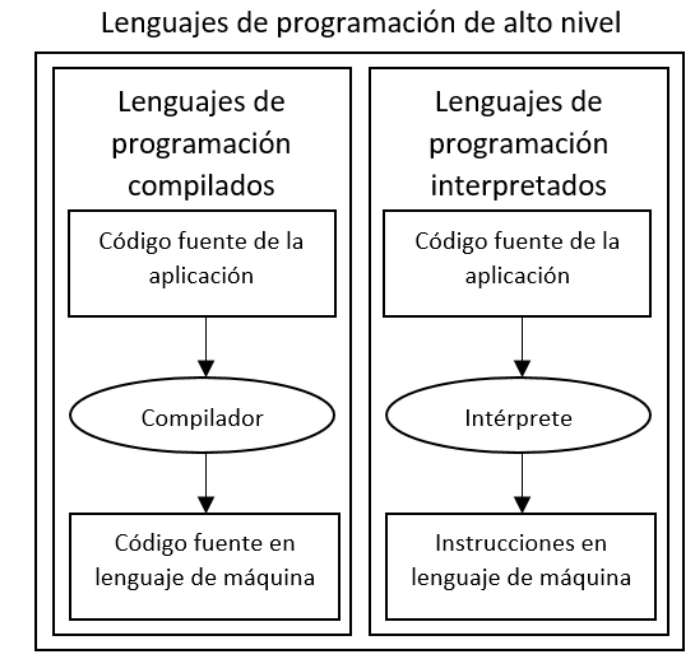 Lenguajes de programación de alto nivel
Lenguajes de
programación
compilados
Código fuente de la
aplicación
Compilador
Código fuente en
lenguaje de máquina
Lenguajes de
programación
interpretados
Código fuente de la
aplicación
Intérprete
Instrucciones en
lenguaje de máquina